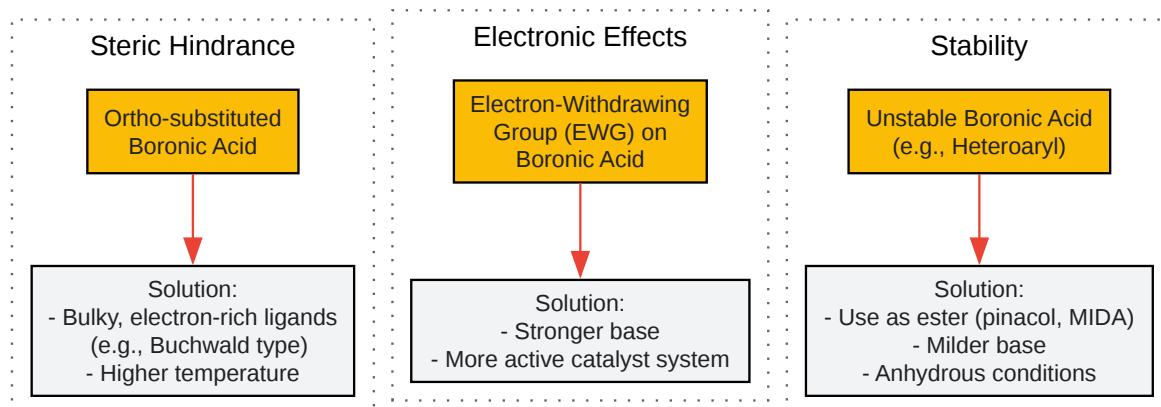 Steric Hindrance
Ortho-substituted
Boronic Acid
Solution:
- Bulky, electron-rich ligands
(e.g., Buchwald type)
- Higher temperature
Electronic Effects
Electron-Withdrawing
Group (EWG) on
Boronic Acid
Solution:
- Stronger base
- More active catalyst system
Stability
Unstable Boronic Acid
(e.g., Heteroaryl)
Solution:
- Use as ester (pinacol, MIDA)
- Milder base
- Anhydrous conditions